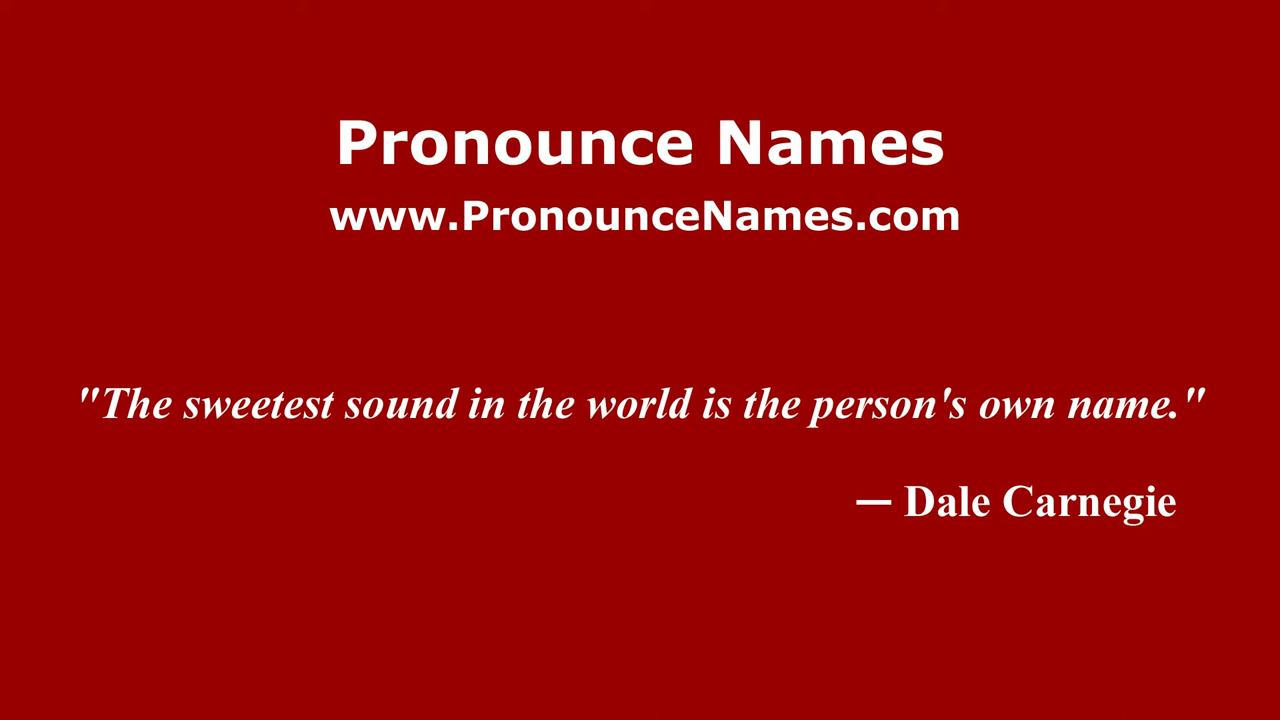 Pronounce Names
www.PronounceNames.com
"The sweetest sound in the world is the person's own name."
— Dale Carnegie